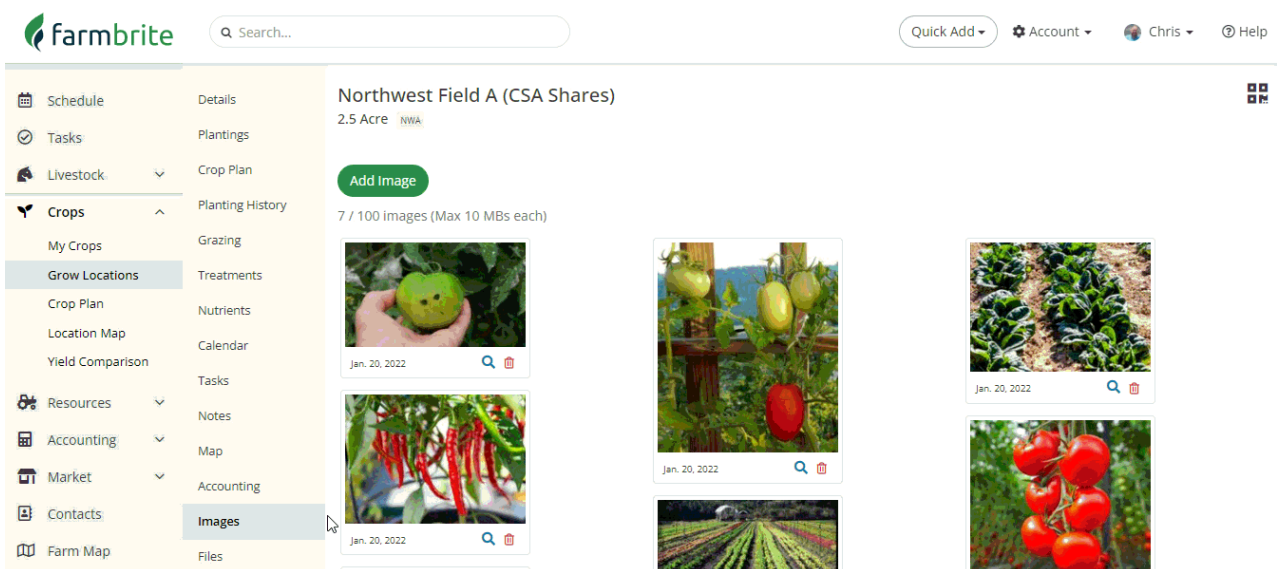 farmbrite
Search...
Quick Add
Account
Chris
Help
Schedule
Tasks
Livestock
Crops
My Crops
Grow Locations
Crop Plan
Location Map
Yield Comparison
Resources
Accounting
Market
Contacts
Farm Map
Details
Plantings
Crop Plan
Planting History
Grazing
Treatments
Nutrients
Calendar
Tasks
Notes
Map
Accounting
Images
Files
Northwest Field A (CSA Shares)
2.5 Acre NWA
Add Image
7 / 100 images (Max 10 MBs each)
Jan. 20, 2022
Jan. 20, 2022
Jan. 20, 2022
Jan. 20, 2022